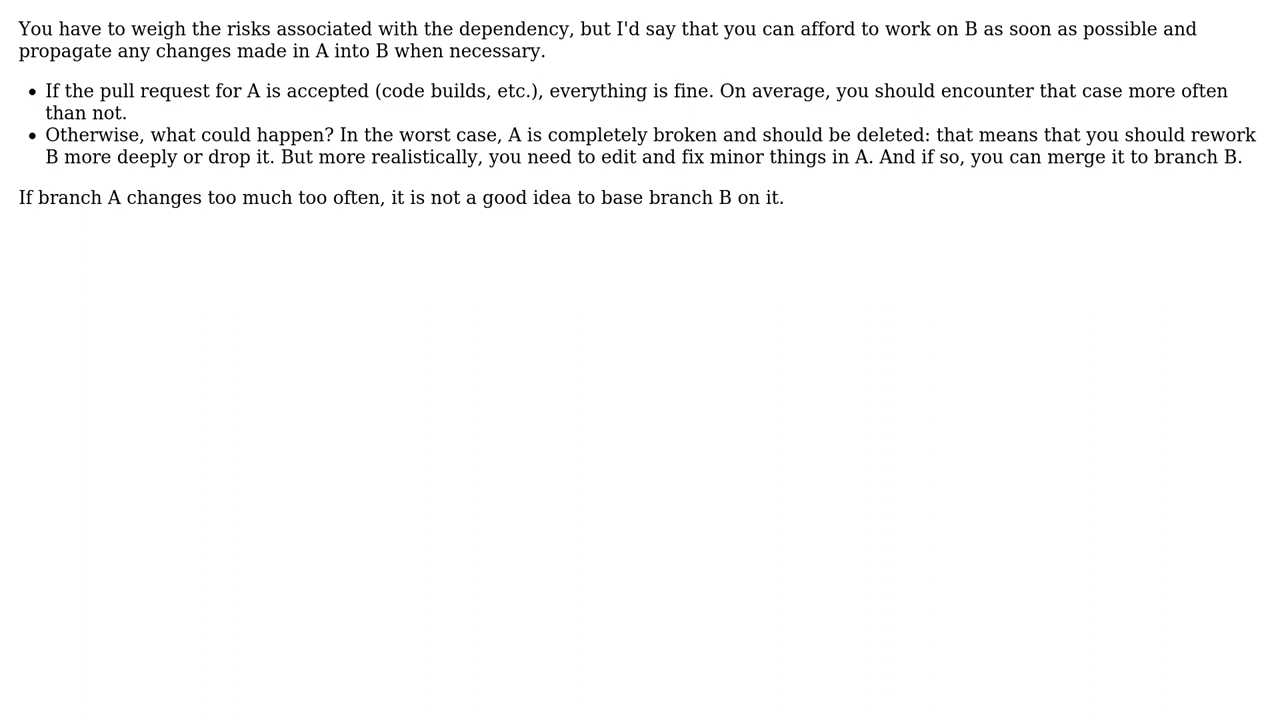 You have to weigh the risks associated with the dependency, but I'd say that you can afford to work on B as soon as possible and
propagate any changes made in A into B when necessary.
• If the pull request for A is accepted (code builds, etc.), everything is fine. On average, you should encounter that case more often
than not.
• Otherwise, what could happen? In the worst case, A is completely broken and should be deleted: that means that you should rework
B more deeply or drop it. But more realistically, you need to edit and fix minor things in A. And if so, you can merge it to branch B.
If branch A changes too much too often, it is not a good idea to base branch B on it.